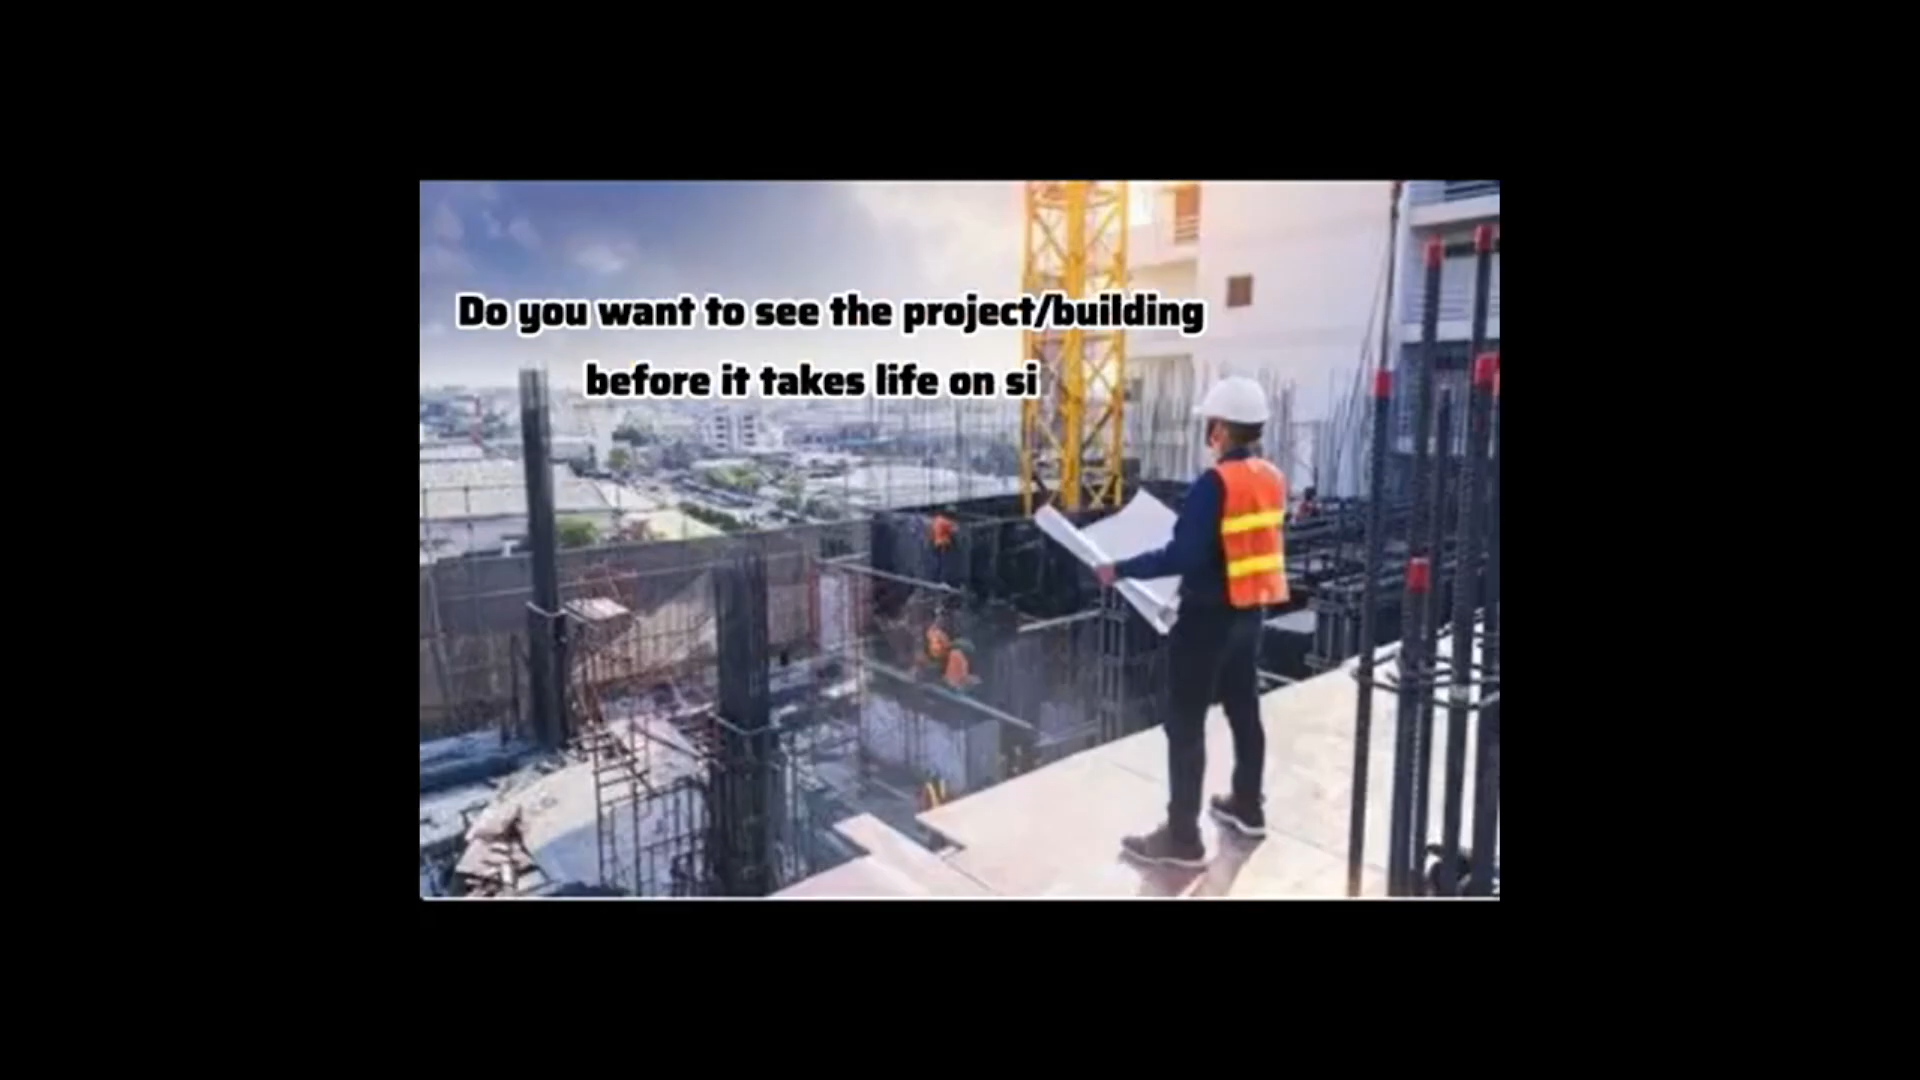 Do you want to see the project/building
before it takes life on si